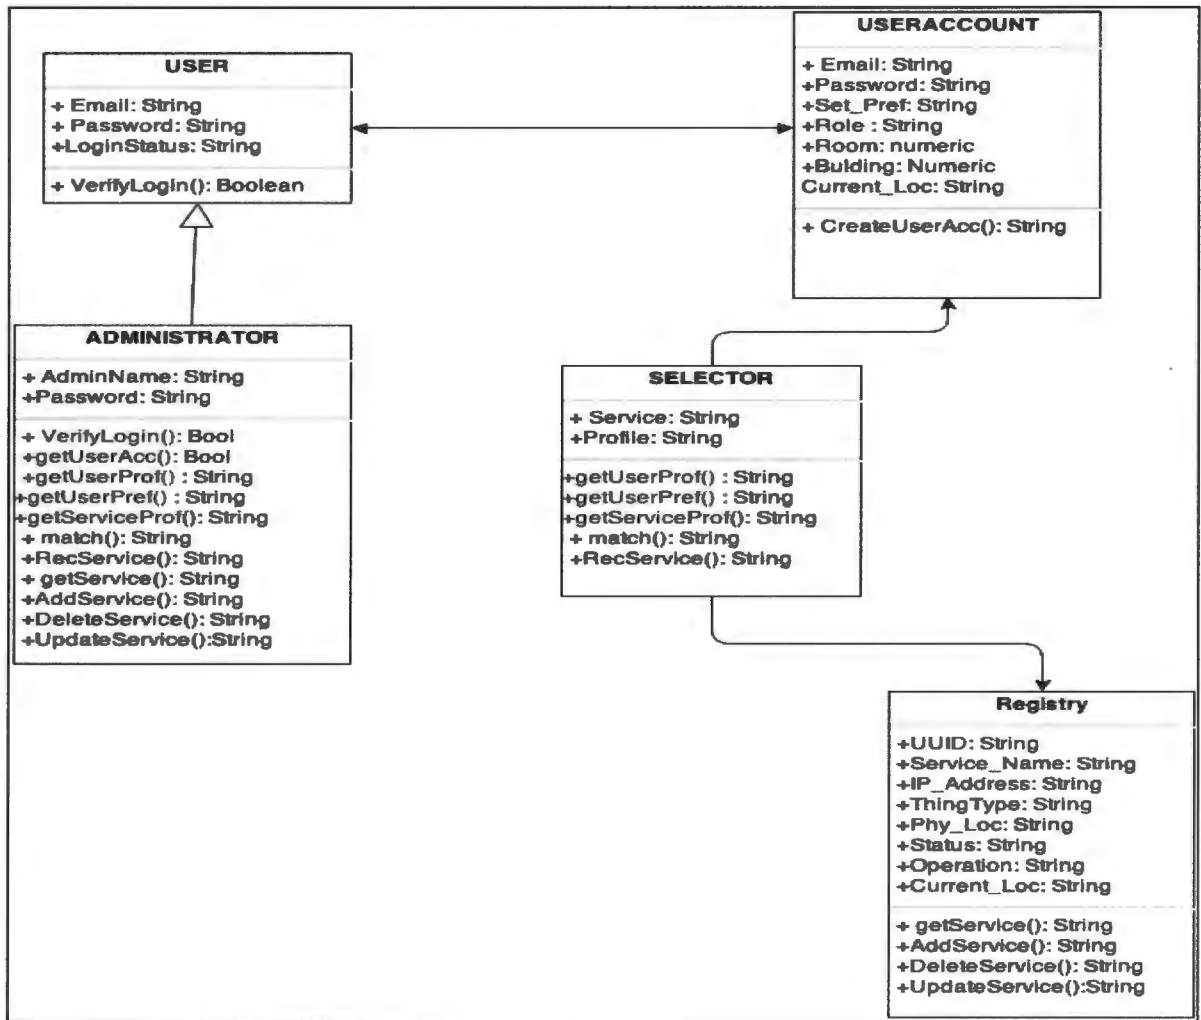 USER
+ Email: String
+ Password: String
+LoginStatus: String
+ VerifyLogin(): Boolean
USERACCOUNT
+ Email: String
+Password: String
+Set_Pref: String
+Role : String
+Room: numeric
+Bulding: Numeric
Current_Loc: String
+ CreateUserAcc(): String
ADMINISTRATOR
+ AdminName: String
+Password: String
+ VerifyLogin(): Bool
+getUserAcc(): Bool
+getUserProf() : String
+getUserPref() : String
+getServiceProf(): String
+ match(): String
+RecService(): String
+ getService(): String
+AddService(): String
+DeleteService(): String
+UpdateService():String
SELECTOR
+ Service: String
+Profile: String
+getUserProf() : String
+getUserPref() : String
+getServiceProf(): String
+ match(): String
+RecService(): String
Registry
+UUID: String
+Service_Name: String
+IP_Address: String
+ThingType: String
+Phy_Loc: String
+Status: String
+Operation: String
+Current_Loc: String
+ getService(): String
+AddService(): String
+DeleteService(): String
+UpdateService():String